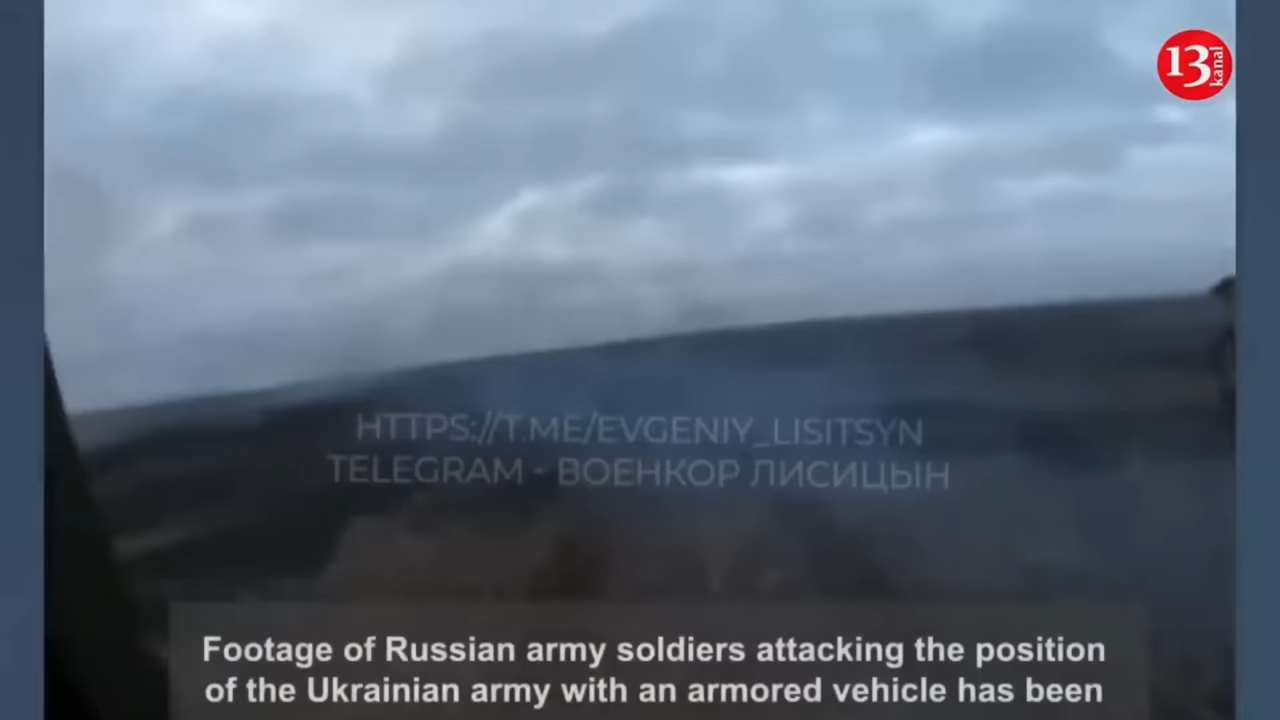 13
kanal
HTTPS://T.ME/EVGENIY_LISITSYN
TELEGRAM - ВОЕНКОР ЛИСИЦЫН
Footage of Russian army soldiers attacking the position
of the Ukrainian army with an armored vehicle has been